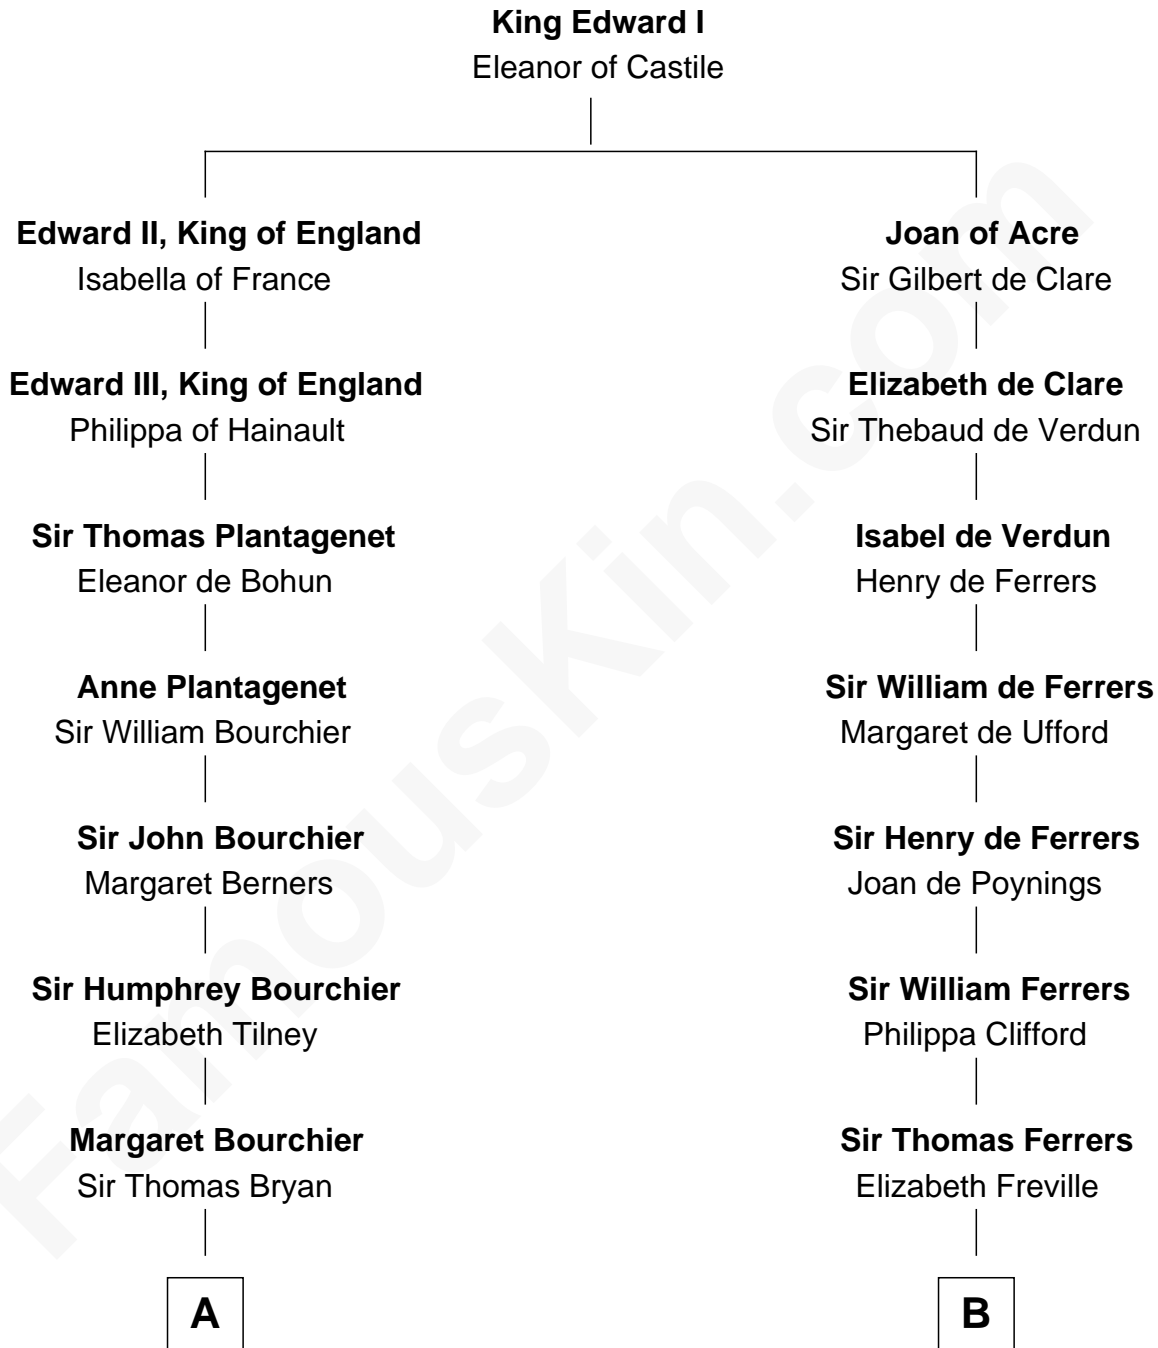 King Edward I
Eleanor of Castile
Edward II, King of England
Isabella of France
Joan of Acre
Sir Gilbert de Clare
Edward III, King of England
Philippa of Hainault
Elizabeth de Clare
Sir Thebaud de Verdun
Sir Thomas Plantagenet
Eleanor de Bohun
Isabel de Verdun
Henry de Ferrers
Anne Plantagenet
Sir William Bourchier
Sir William de Ferrers
Margaret de Ufford
Sir John Bourchier
Margaret Berners
Sir Henry de Ferrers
Joan de Poynings
Sir Humphrey Bourchier
Elizabeth Tilney
Sir William Ferrers
Philippa Clifford
Margaret Bourchier
Sir Thomas Bryan
Sir Thomas Ferrers
Elizabeth Freville
A
B
FamousKin.com